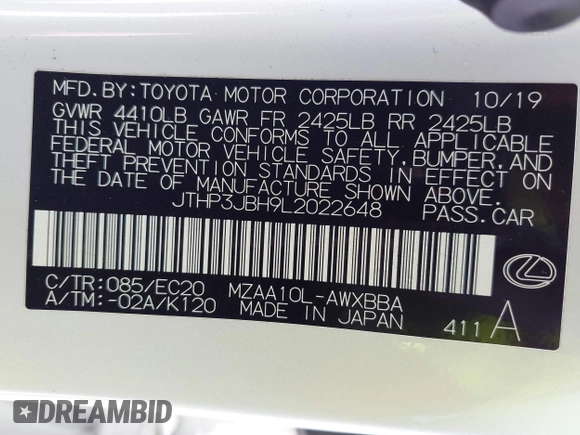 MFD.BY:TOYOTA MOTOR CORPORATION 10/19
GVWR 4410LB GAWR FR 2425LB RR 2425LB
THIS VEHICLE CONFORMS TO ALL APPLICABLE
FEDERAL MOTOR VEHICLE SAFETY,BUMPER,AND
THEFT PREVENTION STANDARDS IN EFFECT ON
THE DATE OF MANUFACTURE SHOWN ABOVE.
JTHP3JBH9L2022648 PASS.CAR
C/TR:085/EC20 MZAA10L-AWXBBA
A/TM:-02A/K120 MADE IN JAPAN 411 A
DREAMBID